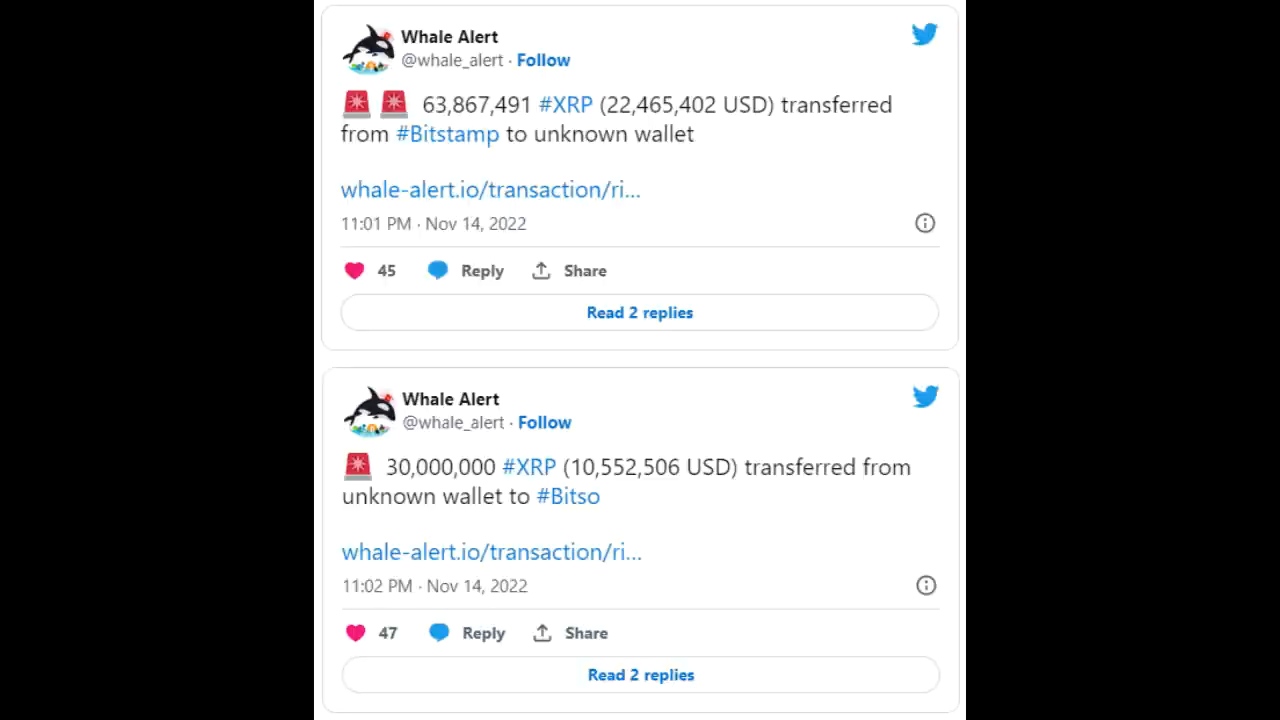 Whale Alert
@whale_alert · Follow
🚨 🚨 63,867,491 #XRP (22,465,402 USD) transferred
from #Bitstamp to unknown wallet
whale-alert.io/transaction/ri...
11:01 PM · Nov 14, 2022
45 Reply Share
Read 2 replies
Whale Alert
@whale_alert · Follow
🚨 30,000,000 #XRP (10,552,506 USD) transferred from
unknown wallet to #Bitso
whale-alert.io/transaction/ri...
11:02 PM · Nov 14, 2022
47 Reply Share
Read 2 replies